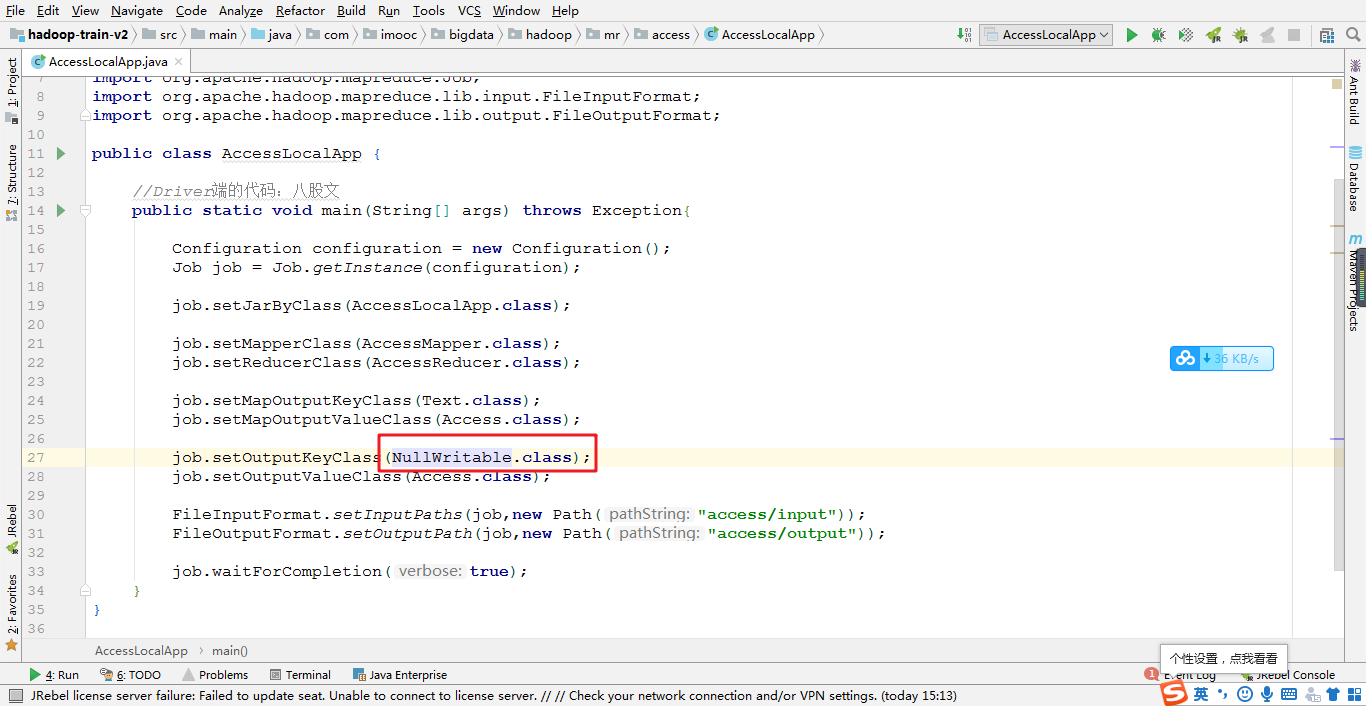 File Edit View Navigate Code Analyze Refactor Build Run Tools VCS Window Help
hadoop-train-v2 src main java com imooc bigdata hadoop mr access AccessLocalApp AccessLocalApp
AccessLocalApp.java
1: Project
7: Structure
JRebel
2: Favorites
Ant Build
Database
Maven Projects
7 import org.apache.hadoop.mapreduce.Job;
8 import org.apache.hadoop.mapreduce.lib.input.FileInputFormat;
9 import org.apache.hadoop.mapreduce.lib.output.FileOutputFormat;
10
11 public class AccessLocalApp {
12
13 //Driver端的代码：八股文
14 public static void main(String[] args) throws Exception{
15
16 Configuration configuration = new Configuration();
17 Job job = Job.getInstance(configuration);
18
19 job.setJarByClass(AccessLocalApp.class);
20
21 job.setMapperClass(AccessMapper.class);
22 job.setReducerClass(AccessReducer.class);
23
24 job.setMapOutputKeyClass(Text.class);
25 job.setMapOutputValueClass(Access.class);
26
27 job.setOutputKeyClass(NullWritable.class);
28 job.setOutputValueClass(Access.class);
29
30 FileInputFormat.setInputPaths(job,new Path( pathString: "access/input"));
31 FileOutputFormat.setOutputPath(job,new Path( pathString: "access/output"));
32
33 job.waitForCompletion( verbose: true);
34 }
35 }
36
36 KB/s
AccessLocalApp › main()
个性设置，点我看看
4: Run 6: TODO Problems Terminal Java Enterprise 1 Event Log JRebel Console
JRebel license server failure: Failed to update seat. Unable to connect to license server. // // Check your network connection and/or VPN settings. (today 15:13)
英